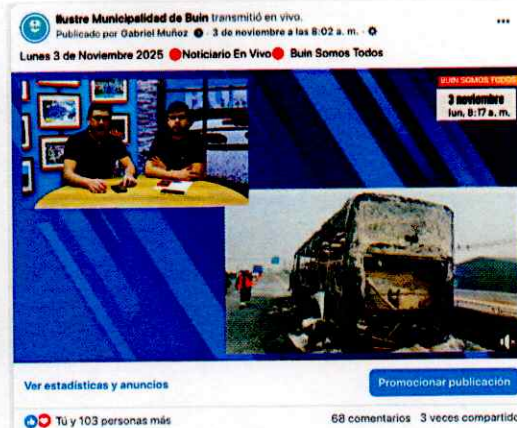 Ilustre Municipalidad de Buin transmitió en vivo.
Publicado por Gabriel Muñoz · 3 de noviembre a las 8:02 a. m. ·
Lunes 3 de Noviembre 2025 🔴Noticiario En Vivo🔴 Buin Somos Todos
BUIN SOMOS TODOS
3 noviembre
lun, 8:17 a. m.
Ver estadísticas y anuncios
Promocionar publicación
Tú y 103 personas más
68 comentarios 3 veces compartido